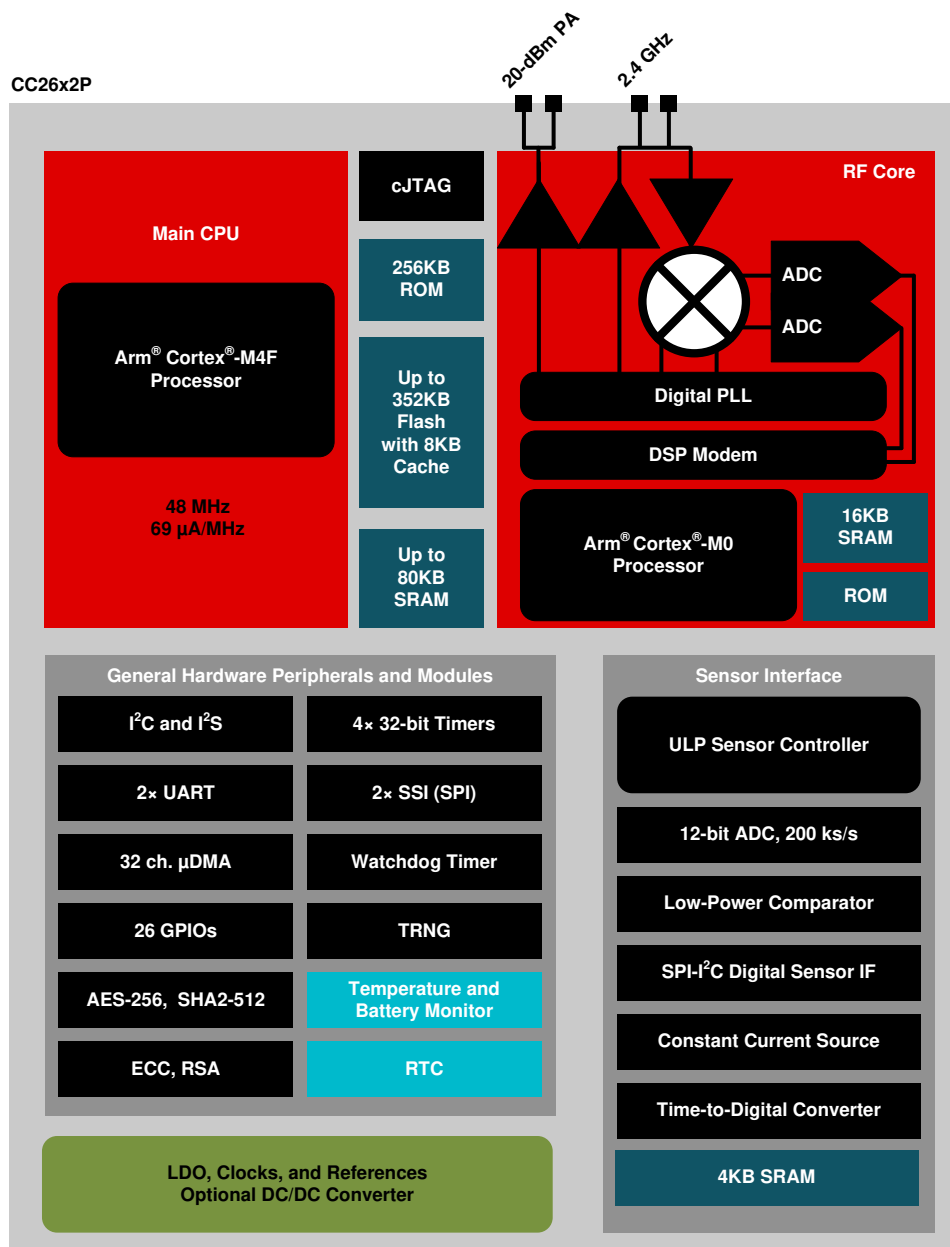 20-dBm PA
2.4 GHz
CC26x2P
Main CPU
Arm® Cortex®-M4F
Processor
48 MHz
69 µA/MHz
cJTAG
256KB
ROM
Up to
352KB
Flash
with 8KB
Cache
Up to
80KB
SRAM
RF Core
ADC
ADC
Digital PLL
DSP Modem
Arm® Cortex®-M0
Processor
16KB
SRAM
ROM
General Hardware Peripherals and Modules
I²C and I²S
4× 32-bit Timers
2× UART
2× SSI (SPI)
32 ch. µDMA
Watchdog Timer
26 GPIOs
TRNG
AES-256, SHA2-512
Temperature and
Battery Monitor
ECC, RSA
RTC
LDO, Clocks, and References
Optional DC/DC Converter
Sensor Interface
ULP Sensor Controller
12-bit ADC, 200 ks/s
Low-Power Comparator
SPI-I²C Digital Sensor IF
Constant Current Source
Time-to-Digital Converter
4KB SRAM